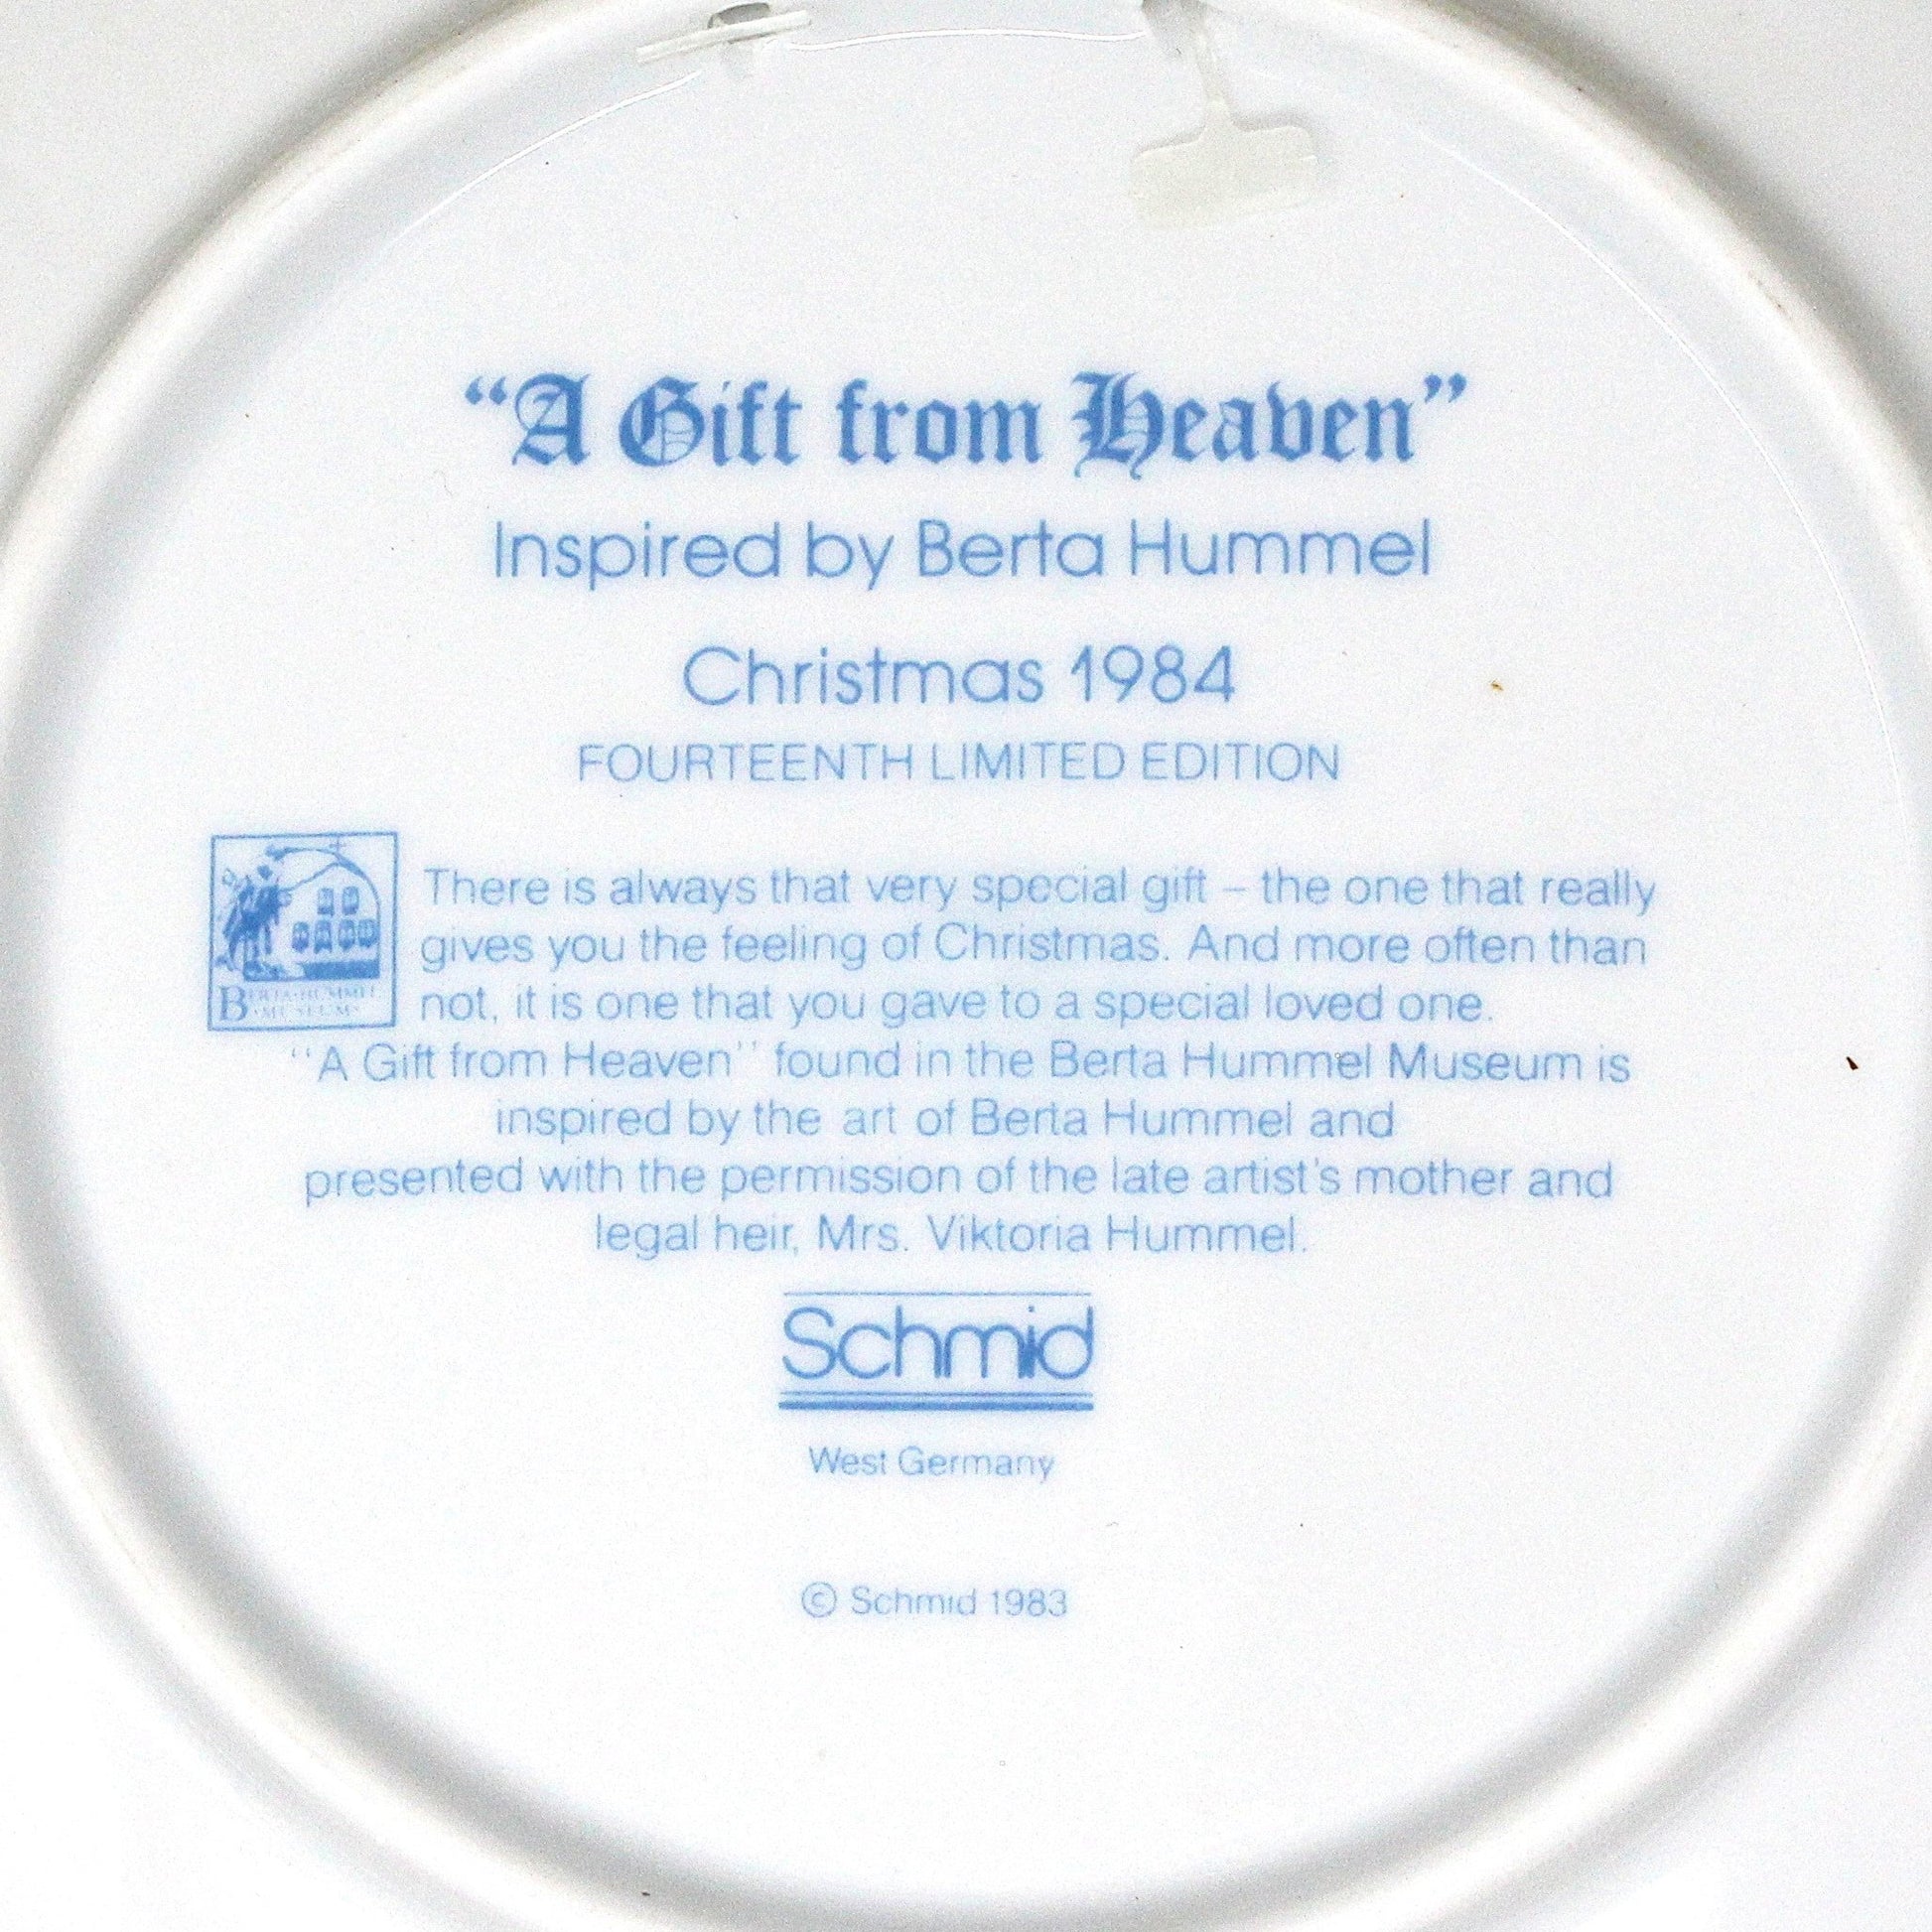 “A Gift from Heaven”
Inspired by Berta Hummel
Christmas 1984
FOURTEENTH LIMITED EDITION
There is always that very special gift – the one that really
gives you the feeling of Christmas. And more often than
not, it is one that you gave to a special loved one.
BERTA·HUMMEL
·MUSEUM·
“A Gift from Heaven” found in the Berta Hummel Museum is
inspired by the art of Berta Hummel and
presented with the permission of the late artist's mother and
legal heir, Mrs. Viktoria Hummel.
Schmid
West Germany
© Schmid 1983